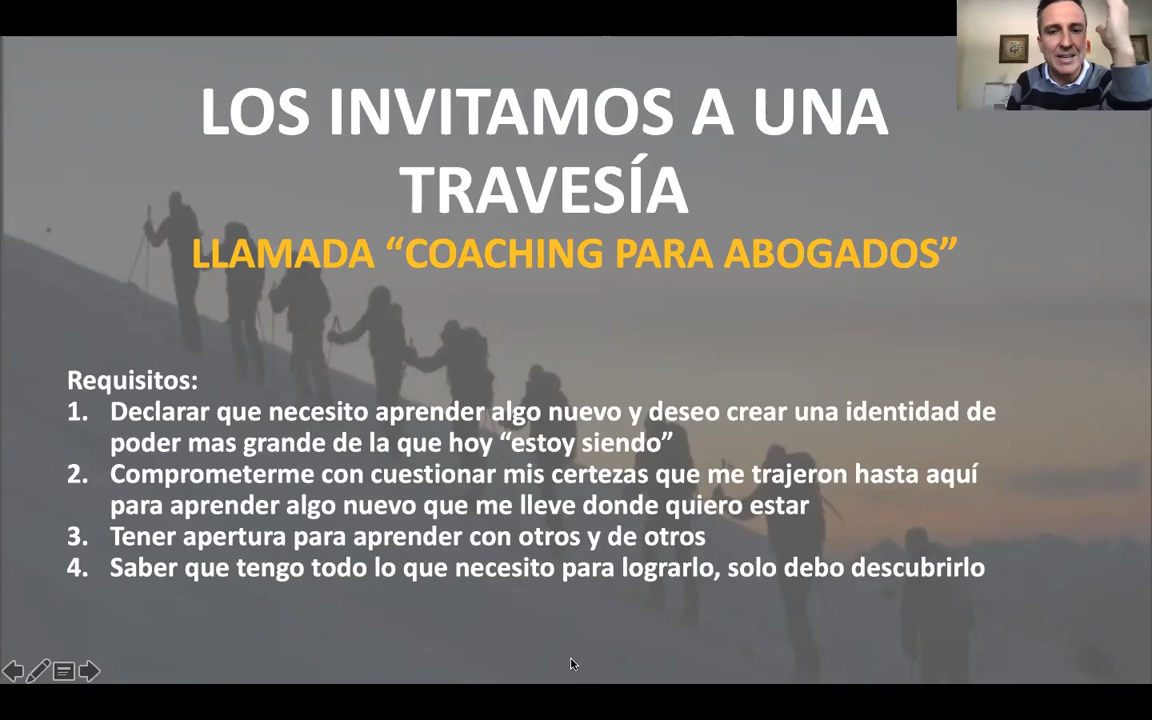 LOS INVITAMOS A UNA
TRAVESÍA
LLAMADA “COACHING PARA ABOGADOS”
Requisitos:
1. Declarar que necesito aprender algo nuevo y deseo crear una identidad de
poder mas grande de la que hoy “estoy siendo”
2. Comprometerme con cuestionar mis certezas que me trajeron hasta aquí
para aprender algo nuevo que me lleve donde quiero estar
3. Tener apertura para aprender con otros y de otros
4. Saber que tengo todo lo que necesito para lograrlo, solo debo descubrirlo